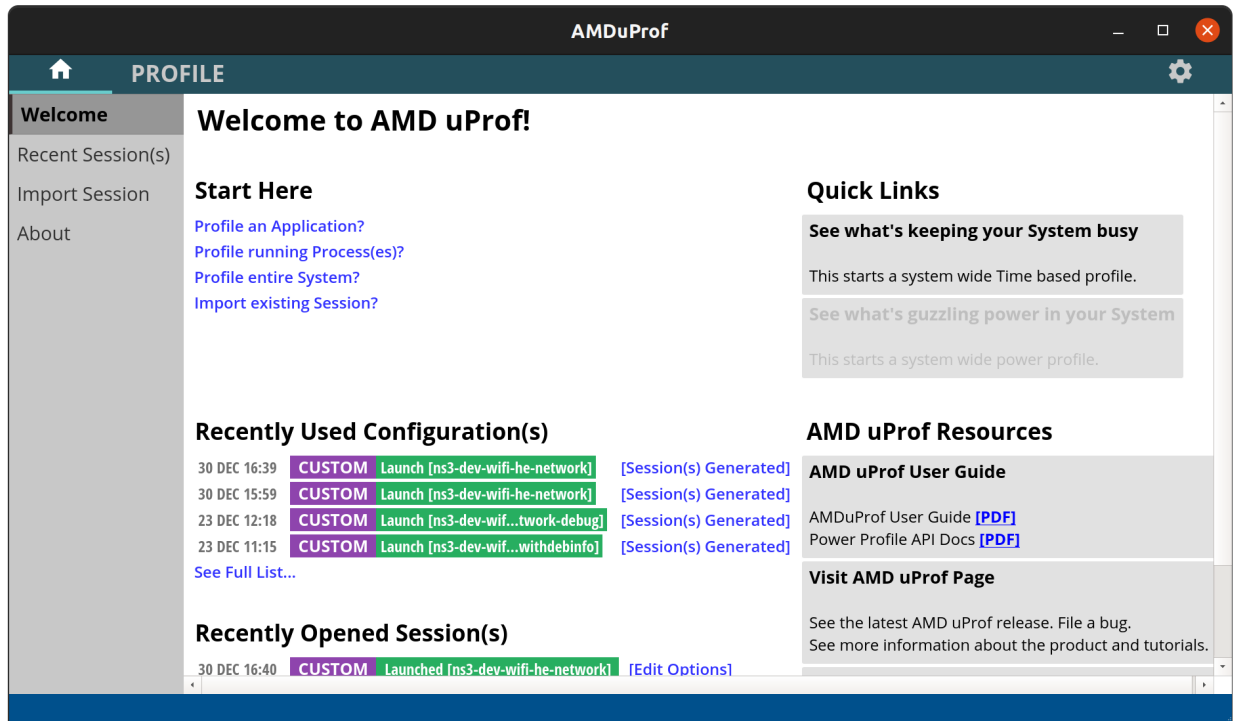 AMDuProf
PROFILE
Welcome
Recent Session(s)
Import Session
About
Welcome to AMD uProf!
Start Here
Profile an Application?
Profile running Process(es)?
Profile entire System?
Import existing Session?
Quick Links
See what's keeping your System busy
This starts a system wide Time based profile.
See what's guzzling power in your System
This starts a system wide power profile.
Recently Used Configuration(s)
30 DEC 16:39 CUSTOM Launch [ns3-dev-wifi-he-network] [Session(s) Generated]
30 DEC 15:59 CUSTOM Launch [ns3-dev-wifi-he-network] [Session(s) Generated]
23 DEC 12:18 CUSTOM Launch [ns3-dev-wif...twork-debug] [Session(s) Generated]
23 DEC 11:15 CUSTOM Launch [ns3-dev-wif...withdebinfo] [Session(s) Generated]
See Full List...
Recently Opened Session(s)
30 DEC 16:40 CUSTOM Launched [ns3-dev-wifi-he-network] [Edit Options]
AMD uProf Resources
AMD uProf User Guide
AMDuProf User Guide [PDF]
Power Profile API Docs [PDF]
Visit AMD uProf Page
See the latest AMD uProf release. File a bug.
See more information about the product and tutorials.